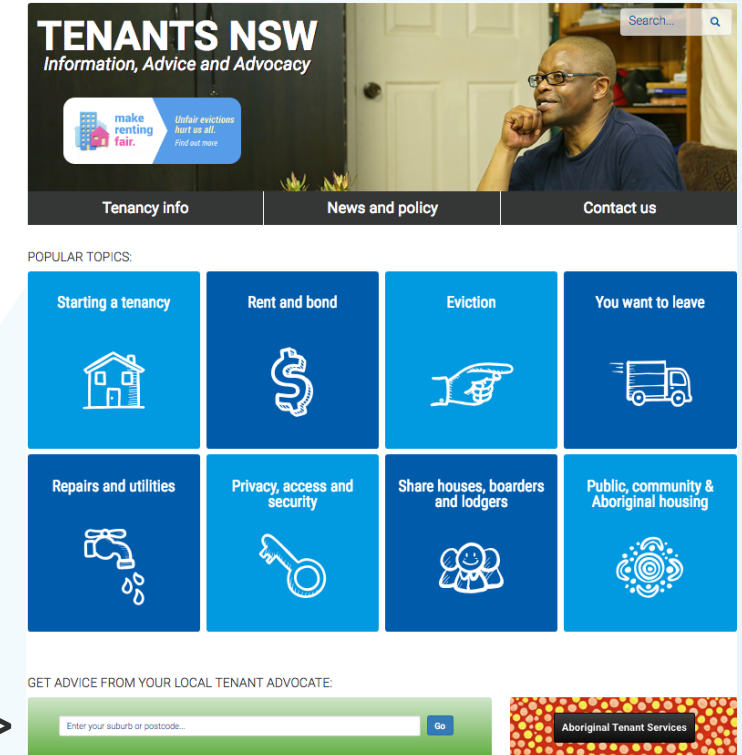 TENANTS NSW
Search...
Information, Advice and Advocacy
make
renting
fair.
Unfair evictions
hurt us all.
Find out more
Tenancy info
News and policy
Contact us
POPULAR TOPICS:
Starting a tenancy
Rent and bond
Eviction
You want to leave
Repairs and utilities
Privacy, access and
security
Share houses, boarders
and lodgers
Public, community &
Aboriginal housing
GET ADVICE FROM YOUR LOCAL TENANT ADVOCATE:
>
Enter your suburb or postcode...
Go
Aboriginal Tenant Services